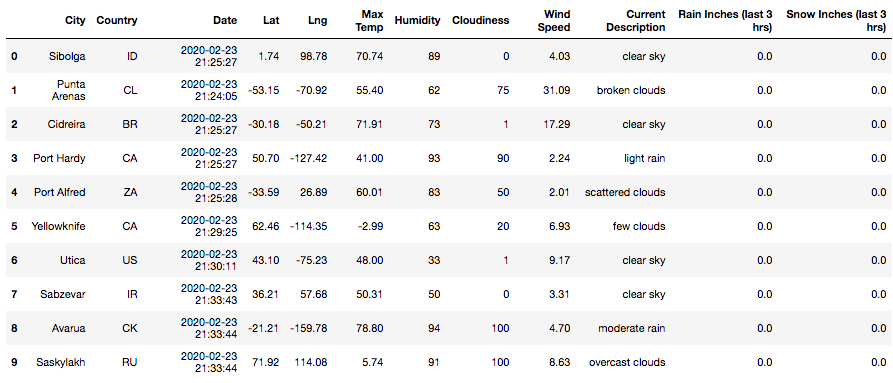 City Country Date Lat Lng Max Temp Humidity Cloudiness Wind Speed Current Description Rain Inches (last 3 hrs) Snow Inches (last 3 hrs)
0 Sibolga ID 2020-02-23 21:25:27 1.74 98.78 70.74 89 0 4.03 clear sky 0.0 0.0
1 Punta Arenas CL 2020-02-23 21:24:05 -53.15 -70.92 55.40 62 75 31.09 broken clouds 0.0 0.0
2 Cidreira BR 2020-02-23 21:25:27 -30.18 -50.21 71.91 73 1 17.29 clear sky 0.0 0.0
3 Port Hardy CA 2020-02-23 21:25:27 50.70 -127.42 41.00 93 90 2.24 light rain 0.0 0.0
4 Port Alfred ZA 2020-02-23 21:25:28 -33.59 26.89 60.01 83 50 2.01 scattered clouds 0.0 0.0
5 Yellowknife CA 2020-02-23 21:29:25 62.46 -114.35 -2.99 63 20 6.93 few clouds 0.0 0.0
6 Utica US 2020-02-23 21:30:11 43.10 -75.23 48.00 33 1 9.17 clear sky 0.0 0.0
7 Sabzevar IR 2020-02-23 21:33:43 36.21 57.68 50.31 50 0 3.31 clear sky 0.0 0.0
8 Avarua CK 2020-02-23 21:33:44 -21.21 -159.78 78.80 94 100 4.70 moderate rain 0.0 0.0
9 Saskylakh RU 2020-02-23 21:33:44 71.92 114.08 5.74 91 100 8.63 overcast clouds 0.0 0.0